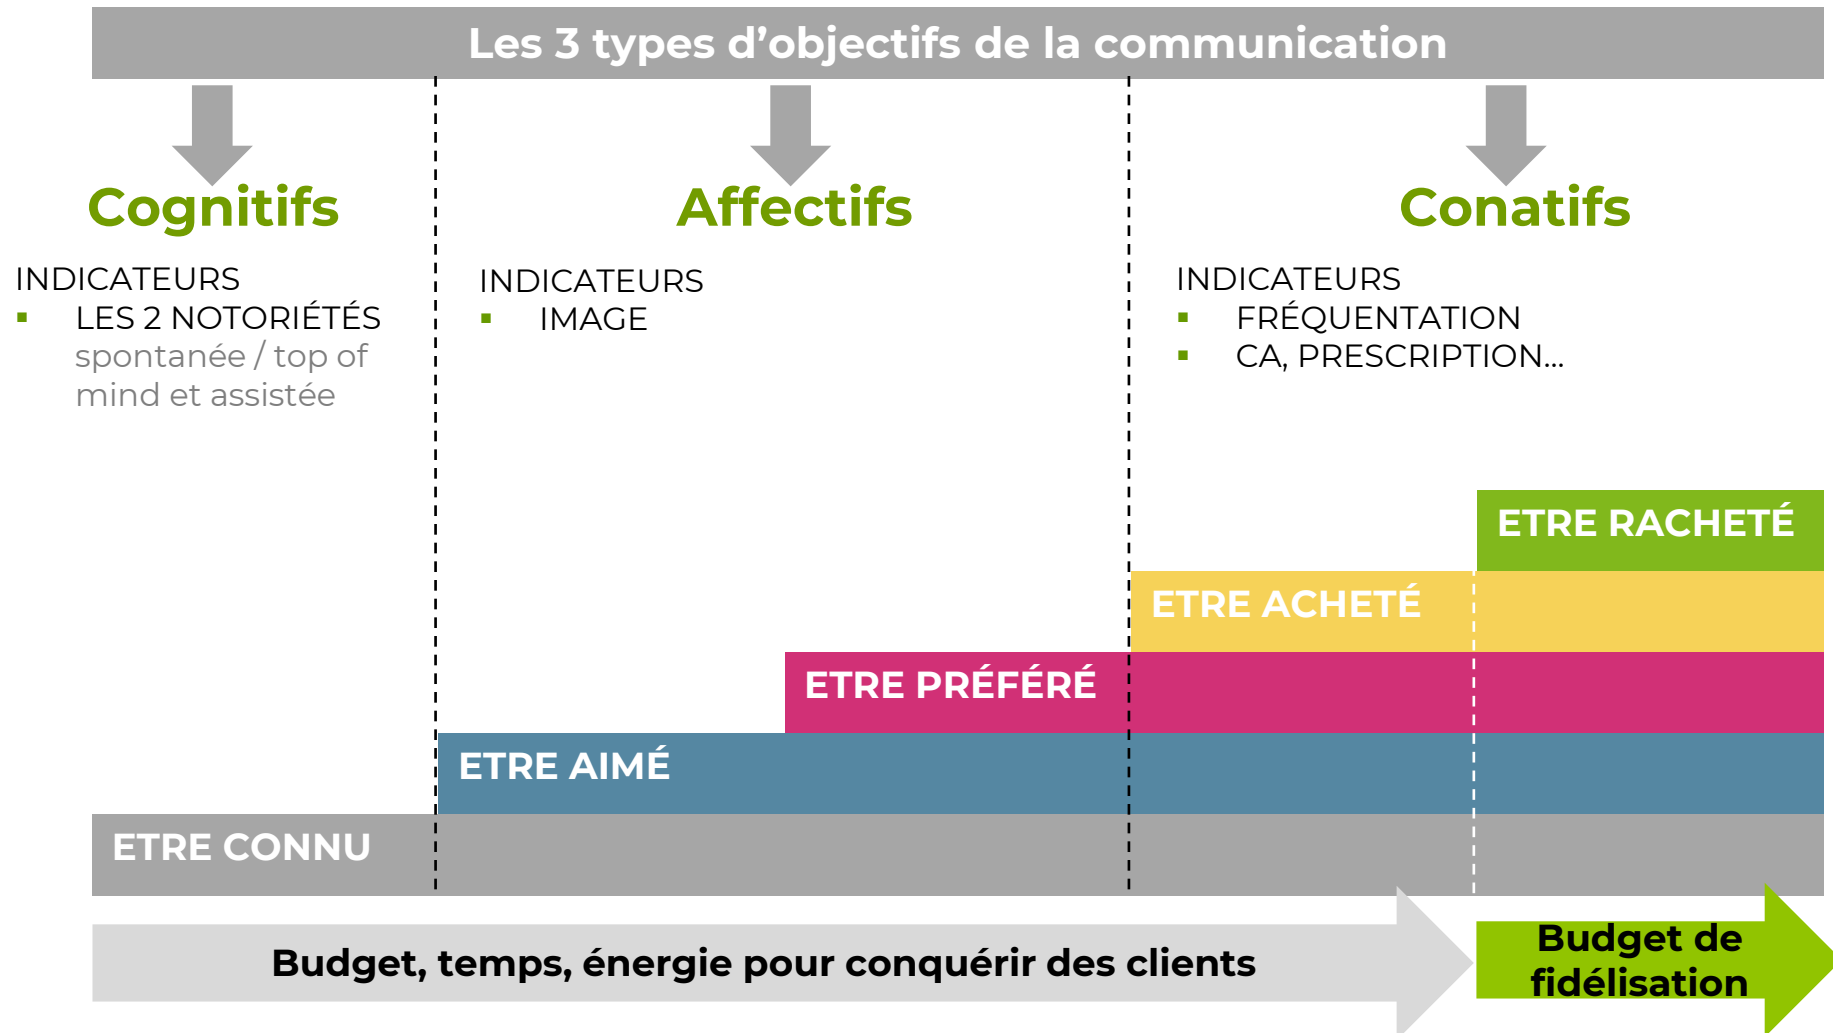 Les 3 types d’objectifs de la communication
Cognitifs
INDICATEURS
▪ LES 2 NOTORIÉTÉS
spontanée / top of
mind et assistée
Affectifs
INDICATEURS
▪ IMAGE
Conatifs
INDICATEURS
▪ FRÉQUENTATION
▪ CA, PRESCRIPTION…
ETRE RACHETÉ
ETRE ACHETÉ
ETRE PRÉFÉRÉ
ETRE AIMÉ
ETRE CONNU
Budget, temps, énergie pour conquérir des clients
Budget de
fidélisation